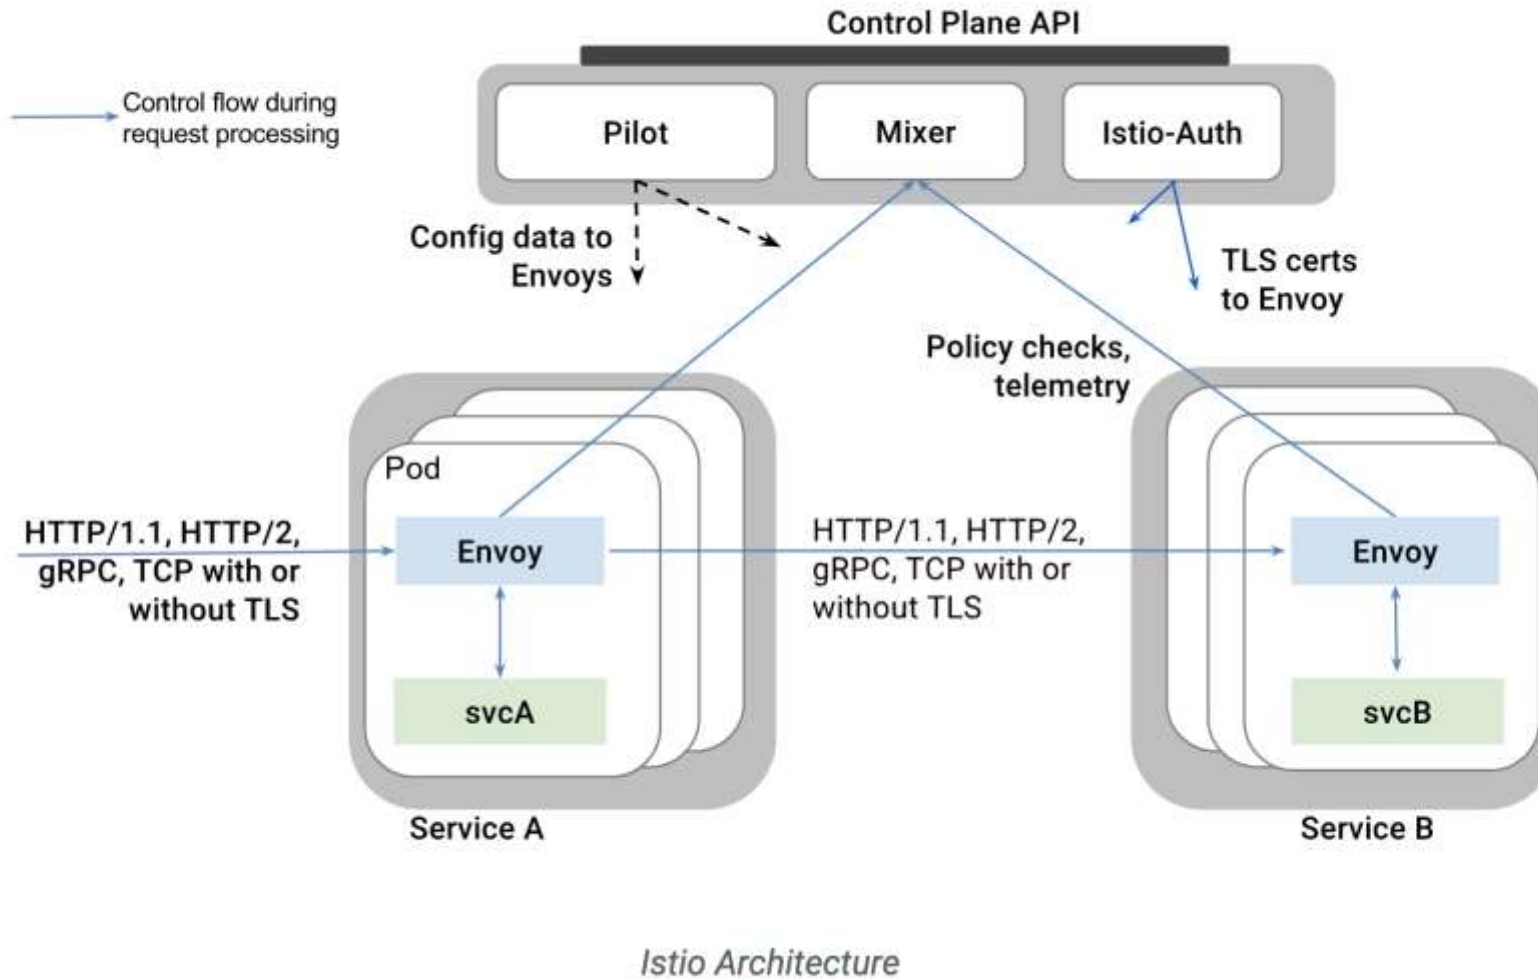 Control Plane API
Control flow during
request processing
Pilot
Mixer
Istio-Auth
Config data to
Envoys
TLS certs
to Envoy
Policy checks,
telemetry
Pod
HTTP/1.1, HTTP/2,
gRPC, TCP with or
without TLS
Envoy
HTTP/1.1, HTTP/2,
gRPC, TCP with or
without TLS
Envoy
svcA
svcB
Service A
Service B
Istio Architecture